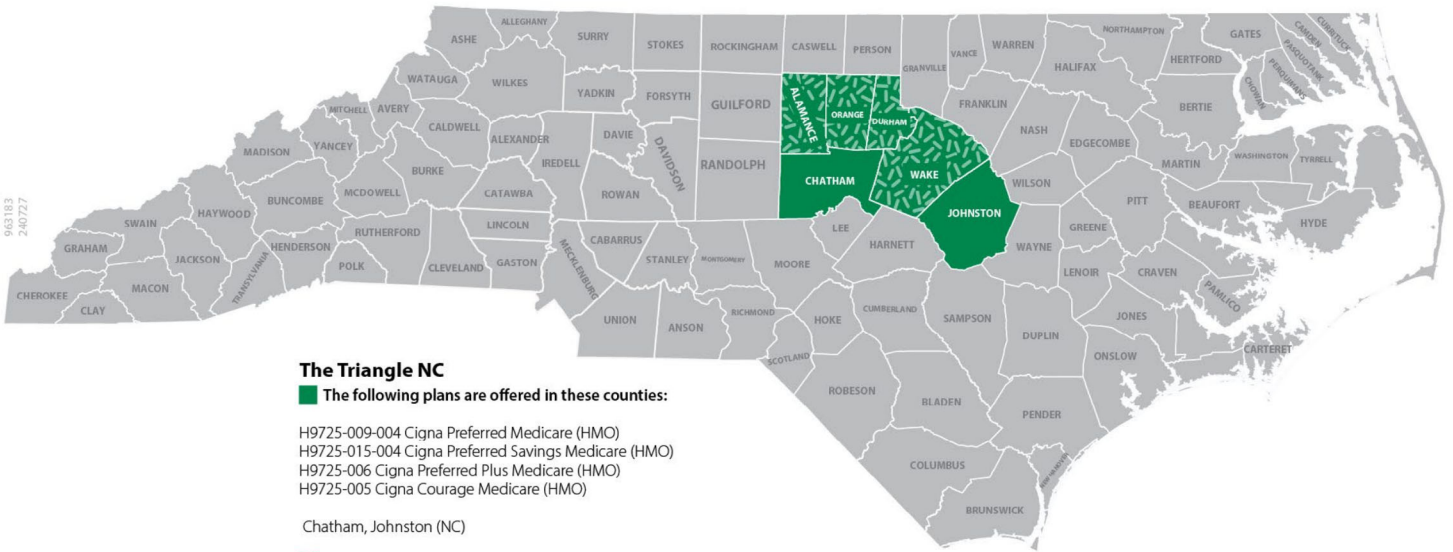 ALLEGHANY
ASHE
SURRY
STOKES
ROCKINGHAM
CASWELL
PERSON
GRANVILLE
VANCE
WARREN
NORTHAMPTON
GATES
CAMDEN
CURRITUCK
PASQUOTANK
PERQUIMANS
CHOWAN
HERTFORD
HALIFAX
WATAUGA
WILKES
YADKIN
FORSYTH
GUILFORD
ALAMANCE
ORANGE
DURHAM
FRANKLIN
BERTIE
MITCHELL
AVERY
CALDWELL
ALEXANDER
DAVIE
DAVIDSON
NASH
EDGECOMBE
MADISON
YANCEY
BURKE
IREDELL
RANDOLPH
CHATHAM
WAKE
WILSON
MARTIN
WASHINGTON
TYRRELL
MCDOWELL
CATAWBA
ROWAN
BUNCOMBE
HAYWOOD
SWAIN
JOHNSTON
PITT
BEAUFORT
HYDE
GRAHAM
JACKSON
HENDERSON
RUTHERFORD
LINCOLN
CABARRUS
LEE
HARNETT
WAYNE
GREENE
CHEROKEE
CLAY
MACON
TRANSYLVANIA
POLK
CLEVELAND
GASTON
MECKLENBURG
STANLEY
MONTGOMERY
MOORE
LENOIR
CRAVEN
PAMLICO
UNION
ANSON
RICHMOND
SCOTLAND
HOKE
CUMBERLAND
SAMPSON
DUPLIN
JONES
ONSLOW
CARTERET
ROBESON
BLADEN
PENDER
COLUMBUS
NEW HANOVER
BRUNSWICK
963183
240727
The Triangle NC
The following plans are offered in these counties:
H9725-009-004 Cigna Preferred Medicare (HMO)
H9725-015-004 Cigna Preferred Savings Medicare (HMO)
H9725-006 Cigna Preferred Plus Medicare (HMO)
H9725-005 Cigna Courage Medicare (HMO)
Chatham, Johnston (NC)